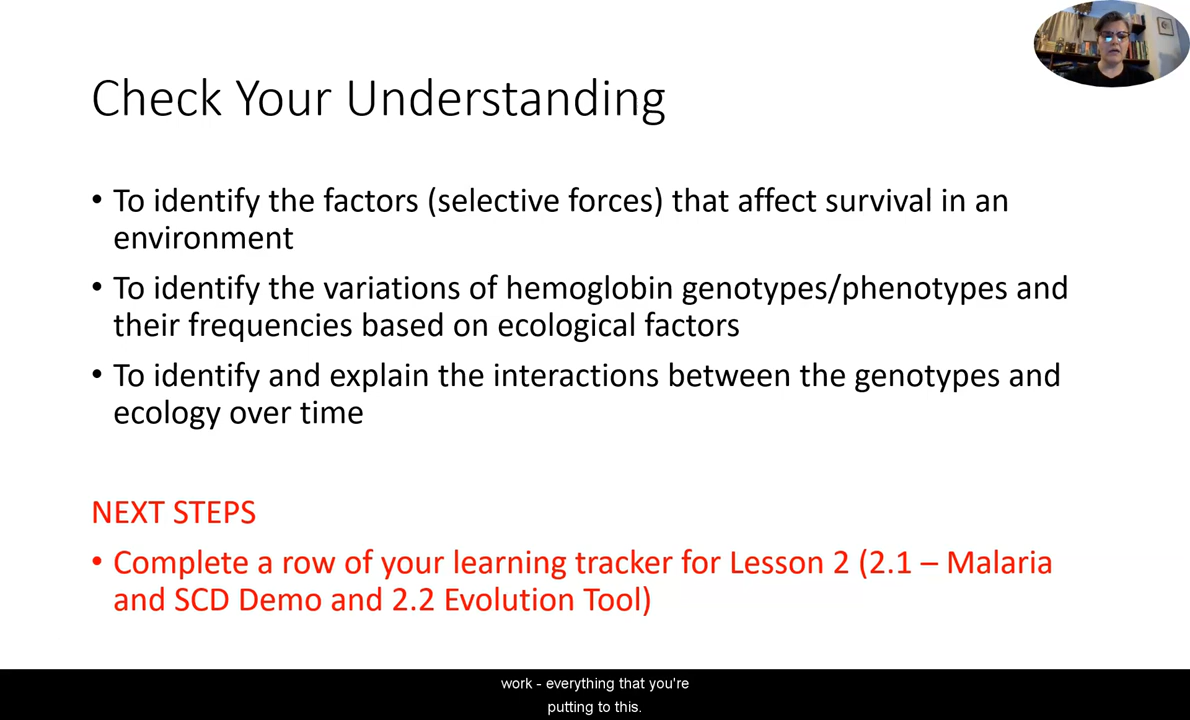 Check Your Understanding
• To identify the factors (selective forces) that affect survival in an
environment
• To identify the variations of hemoglobin genotypes/phenotypes and
their frequencies based on ecological factors
• To identify and explain the interactions between the genotypes and
ecology over time
NEXT STEPS
• Complete a row of your learning tracker for Lesson 2 (2.1 – Malaria
and SCD Demo and 2.2 Evolution Tool)
work - everything that you're
putting to this.